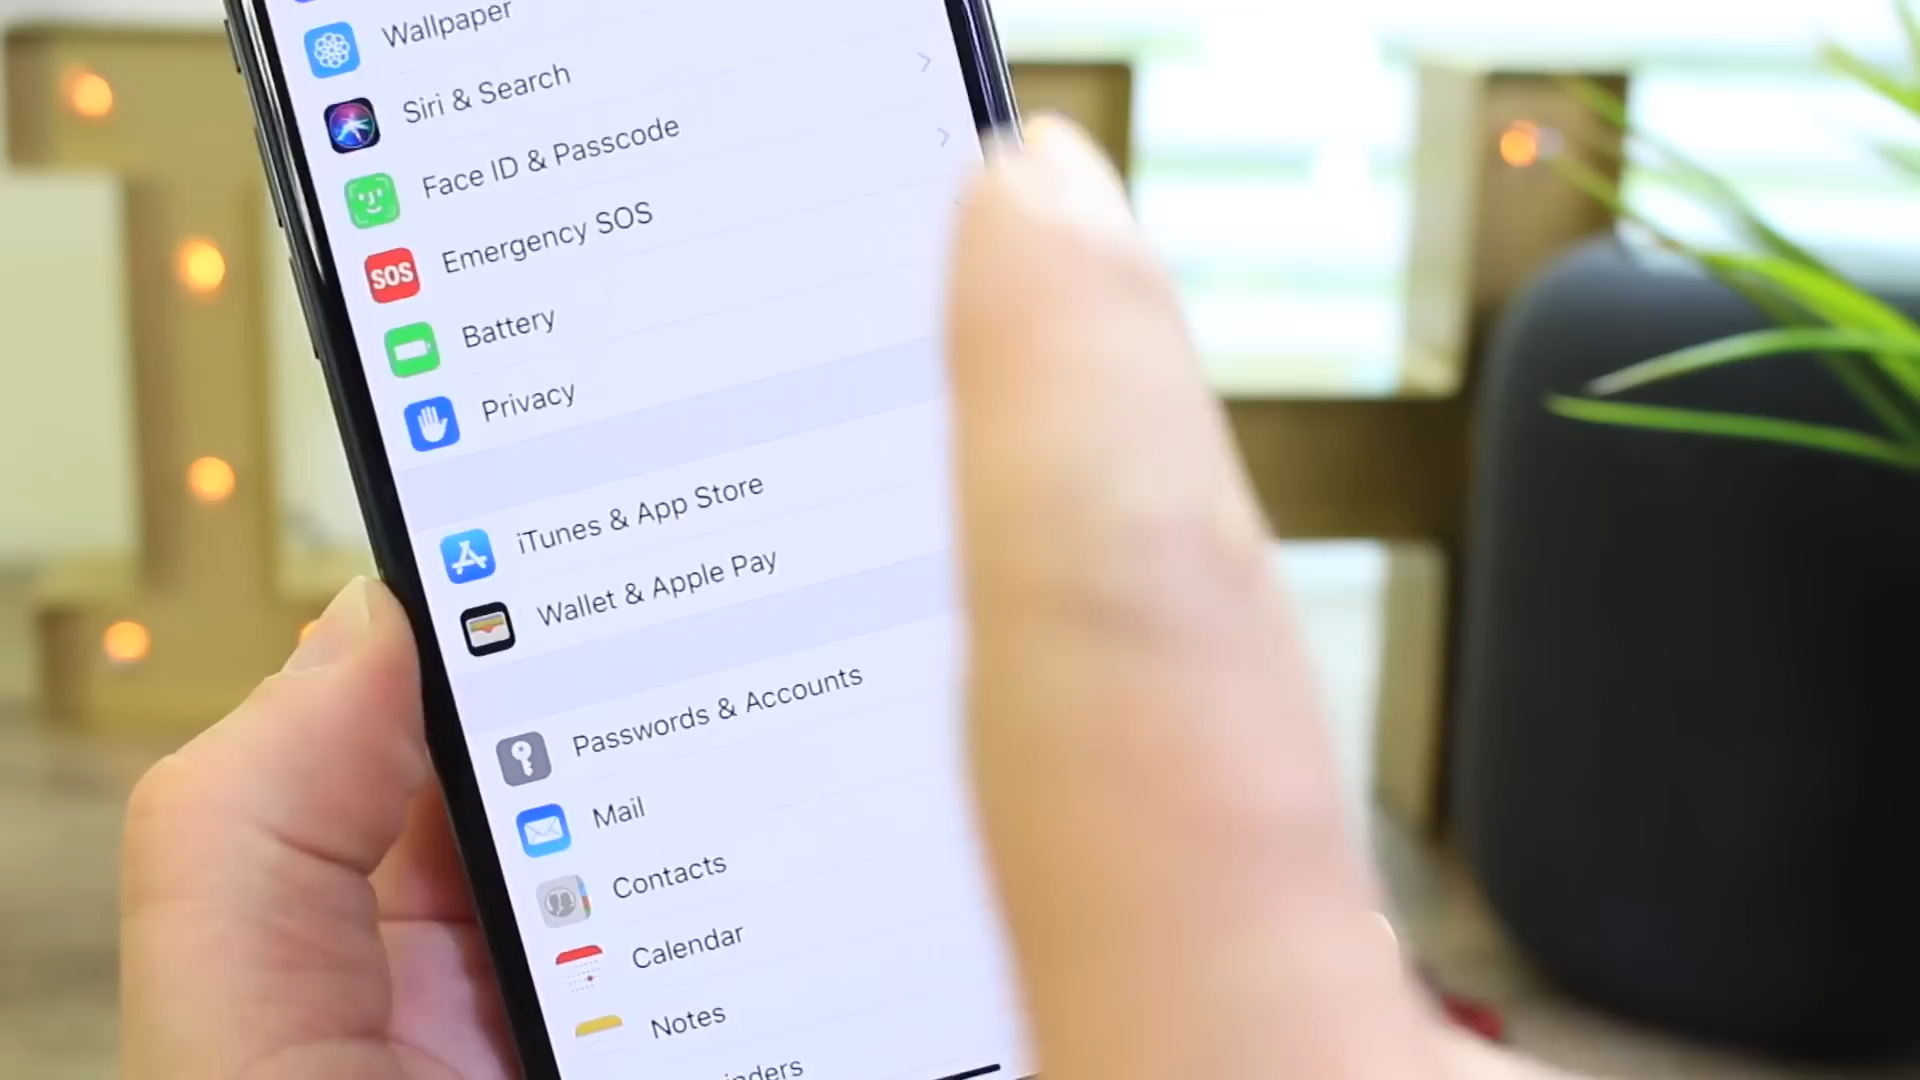 Wallpaper
Siri & Search
Face ID & Passcode
SOS
Emergency SOS
Battery
Privacy
iTunes & App Store
Wallet & Apple Pay
Passwords & Accounts
Mail
Contacts
Calendar
Notes